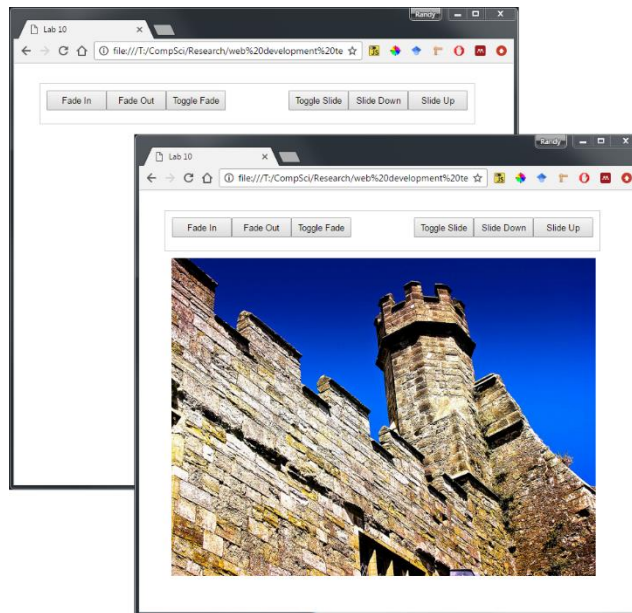 Randy
Lab 10
file:///T:/CompSci/Research/web%20development%20te
Fade In Fade Out Toggle Fade Toggle Slide Slide Down Slide Up
Randy
Lab 10
file:///T:/CompSci/Research/web%20development%20te
Fade In Fade Out Toggle Fade Toggle Slide Slide Down Slide Up